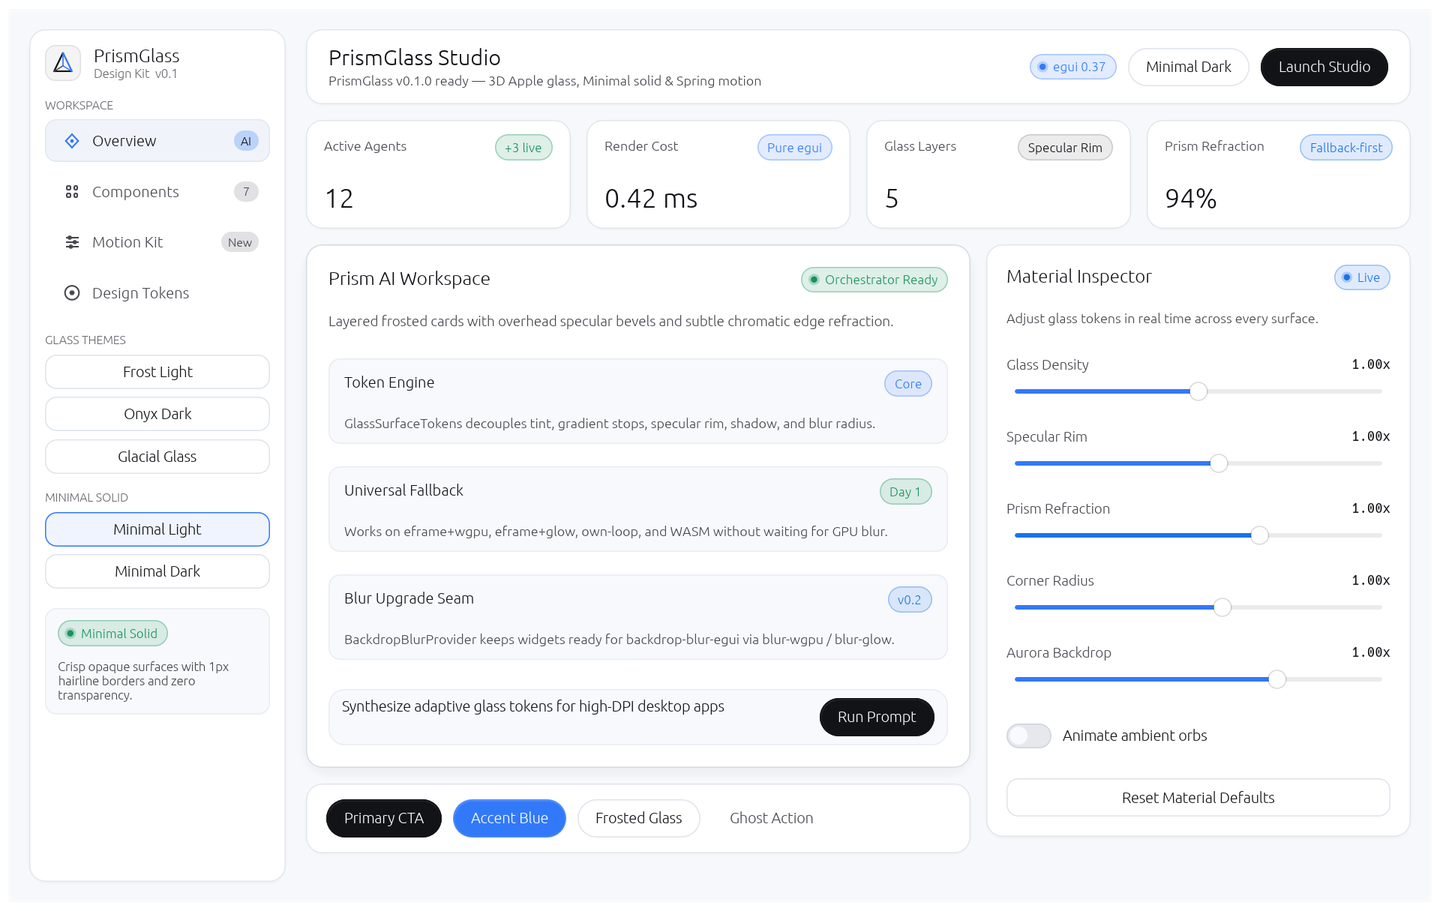 PrismGlass
Design Kit v0.1
WORKSPACE
Overview
AI
Components
7
Motion Kit
New
Design Tokens
GLASS THEMES
Frost Light
Onyx Dark
Glacial Glass
MINIMAL SOLID
Minimal Light
Minimal Dark
Minimal Solid
Crisp opaque surfaces with 1px
hairline borders and zero
transparency.
PrismGlass Studio
PrismGlass v0.1.0 ready — 3D Apple glass, Minimal solid & Spring motion
egui 0.37
Minimal Dark
Launch Studio
Active Agents
+3 live
12
Render Cost
Pure egui
0.42 ms
Glass Layers
Specular Rim
5
Prism Refraction
Fallback-first
94%
Prism AI Workspace
Orchestrator Ready
Layered frosted cards with overhead specular bevels and subtle chromatic edge refraction.
Token Engine
Core
GlassSurfaceTokens decouples tint, gradient stops, specular rim, shadow, and blur radius.
Universal Fallback
Day 1
Works on eframe+wgpu, eframe+glow, own-loop, and WASM without waiting for GPU blur.
Blur Upgrade Seam
v0.2
BackdropBlurProvider keeps widgets ready for backdrop-blur-egui via blur-wgpu / blur-glow.
Synthesize adaptive glass tokens for high-DPI desktop apps
Run Prompt
Primary CTA
Accent Blue
Frosted Glass
Ghost Action
Material Inspector
Live
Adjust glass tokens in real time across every surface.
Glass Density
1.00x
Specular Rim
1.00x
Prism Refraction
1.00x
Corner Radius
1.00x
Aurora Backdrop
1.00x
Animate ambient orbs
Reset Material Defaults